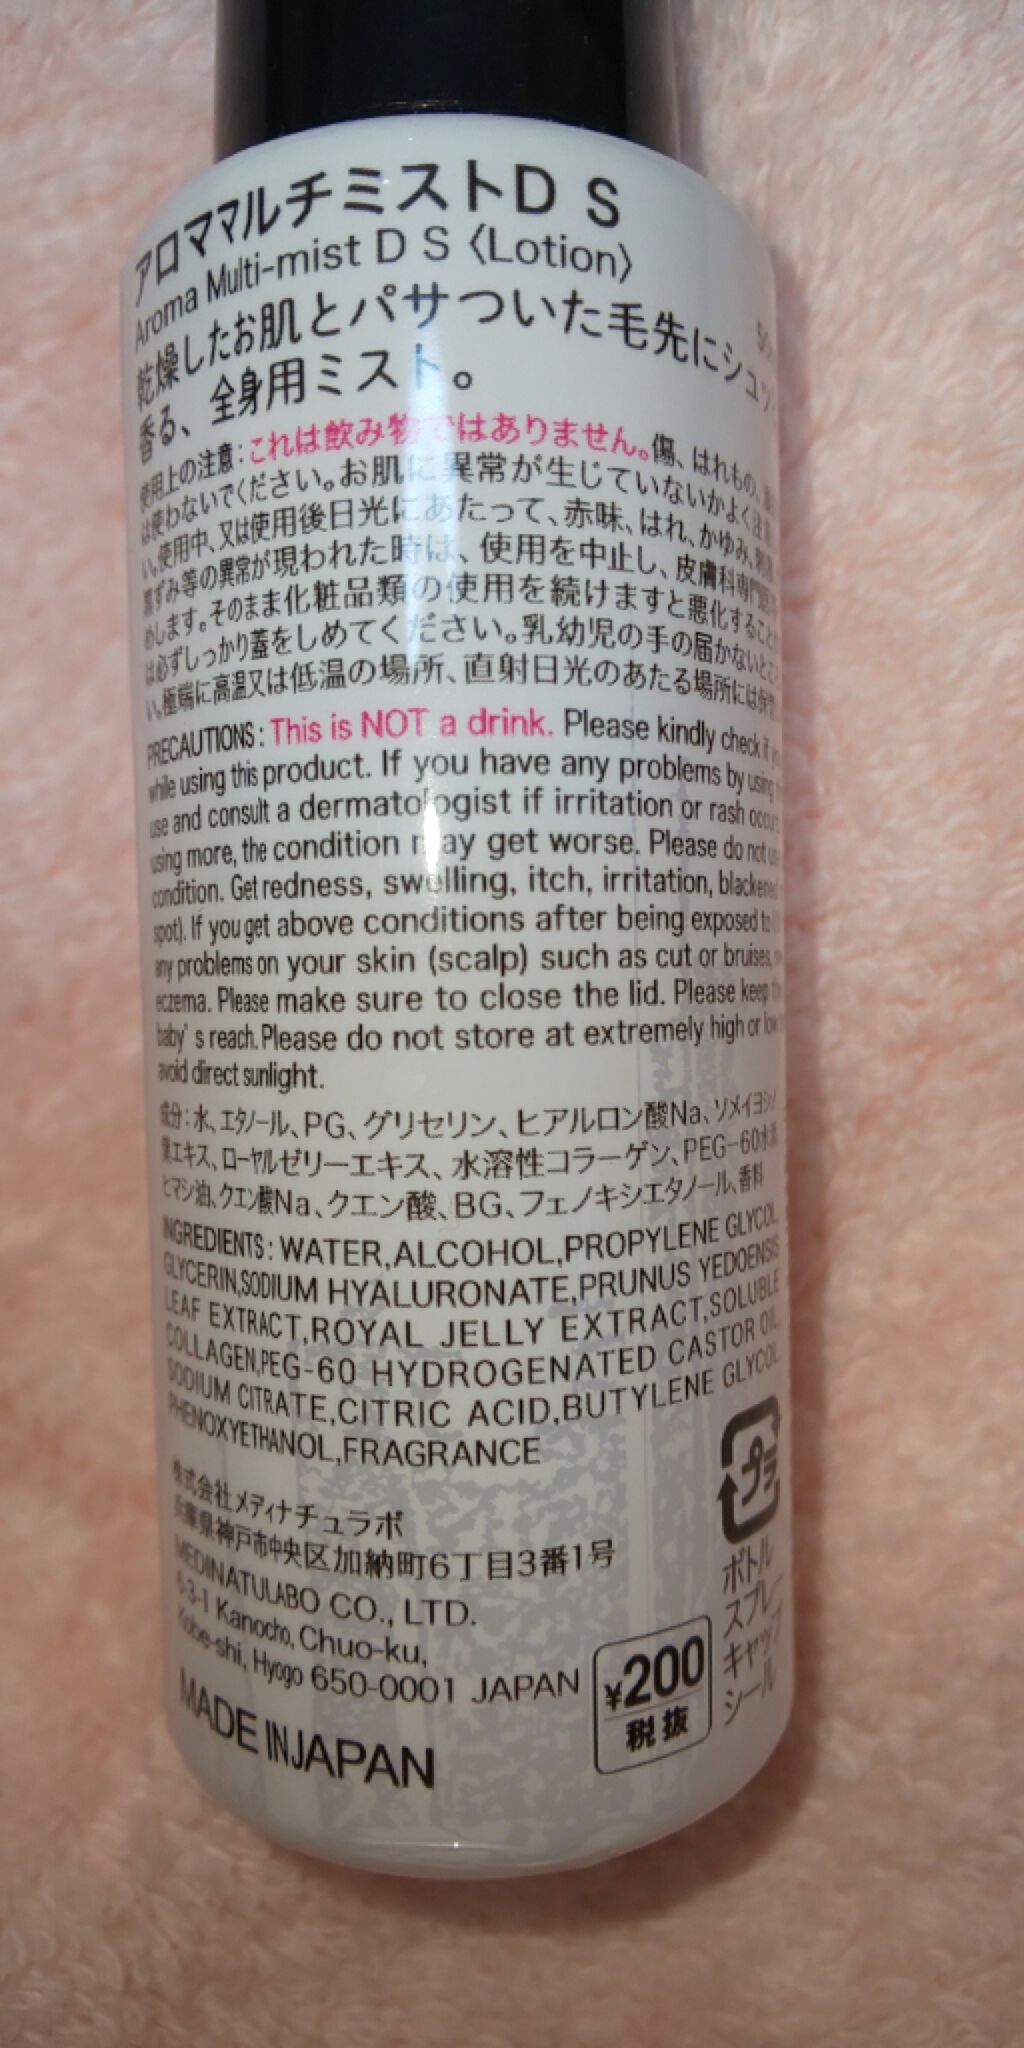 アロママルチミストD S
Aroma Multi-mist D S 〈Lotion〉
乾燥したお肌とパサついた毛先にシュッ
香る、全身用ミスト。
使用上の注意：これは飲み物ではありません。傷、はれもの、
は使わないでください。お肌に異常が生じていないかよく注意
い。使用中、又は使用後日光にあたって、赤味、はれ、かゆみ、刺激、
黒ずみ等の異常が現われた時は、使用を中止し、皮膚科専門医
めします。そのまま化粧品類の使用を続けますと悪化すること
は必ずしっかり蓋をしめてください。乳幼児の手の届かないところ
い。極端に高温又は低温の場所、直射日光のあたる場所には保管
PRECAUTIONS: This is NOT a drink. Please kindly check if
while using this product. If you have any problems by using
use and consult a dermatologist if irritation or rash
using more, the condition may get worse. Please do not
condition. Get redness, swelling, itch, irritation, blackened
spot). If you get above conditions after being exposed to
any problems on your skin (scalp) such as cut or bruises,
eczema. Please make sure to close the lid. Please keep
baby's reach. Please do not store at extremely high or low
avoid direct sunlight.
成分：水、エタノール、PG、グリセリン、ヒアルロン酸Na、ソメイヨシノ
葉エキス、ローヤルゼリーエキス、水溶性コラーゲン、PEG-60水添
ヒマシ油、クエン酸Na、クエン酸、BG、フェノキシエタノール、香料
INGREDIENTS: WATER,ALCOHOL,PROPYLENE GLYCOL,
GLYCERIN,SODIUM HYALURONATE,PRUNUS YEDOENSIS
LEAF EXTRACT,ROYAL JELLY EXTRACT,SOLUBLE
COLLAGEN,PEG-60 HYDROGENATED CASTOR OIL,
SODIUM CITRATE,CITRIC ACID,BUTYLENE GLYCOL,
PHENOXYETHANOL,FRAGRANCE
株式会社メディナチュラボ
兵庫県神戸市中央区加納町6丁目3番1号
MEDINATULABO CO., LTD.
6-3-1 Kanocho, Chuo-ku,
Kobe-shi, Hyogo 650-0001 JAPAN
MADE IN JAPAN
¥200
税抜
プラ
ボトル
スプレー
キャップ
シール